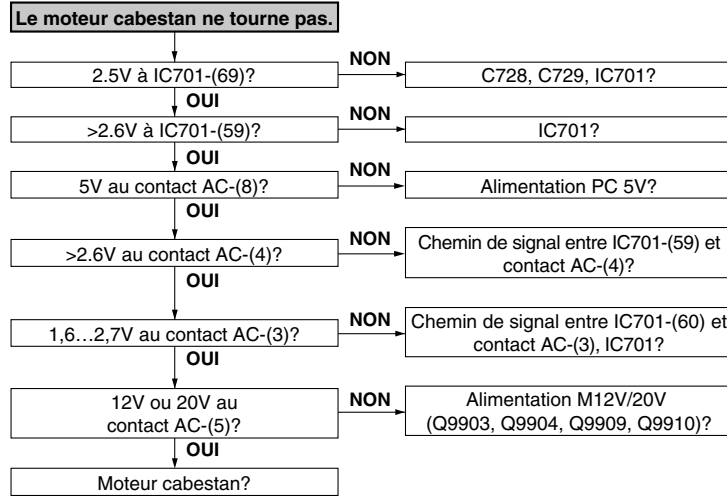 Le moteur cabestan ne tourne pas.
2.5V à IC701-(69)?
NON
C728, C729, IC701?
OUI
>2.6V à IC701-(59)?
NON
IC701?
OUI
5V au contact AC-(8)?
NON
Alimentation PC 5V?
OUI
>2.6V au contact AC-(4)?
NON
Chemin de signal entre IC701-(59) et
contact AC-(4)?
OUI
1,6…2,7V au contact AC-(3)?
NON
Chemin de signal entre IC701-(60) et
contact AC-(3), IC701?
OUI
12V ou 20V au
contact AC-(5)?
NON
Alimentation M12V/20V
(Q9903, Q9904, Q9909, Q9910)?
OUI
Moteur cabestan?